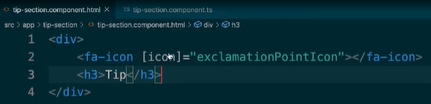 tip-section.component.html × tip-section.component.ts
src > app > tip-section > tip-section.component.html > div > h3
1 <div>
2 <fa-icon [icon]="exclamationPointIcon"></fa-icon>
3 <h3>Tip</h3>
4 </div>